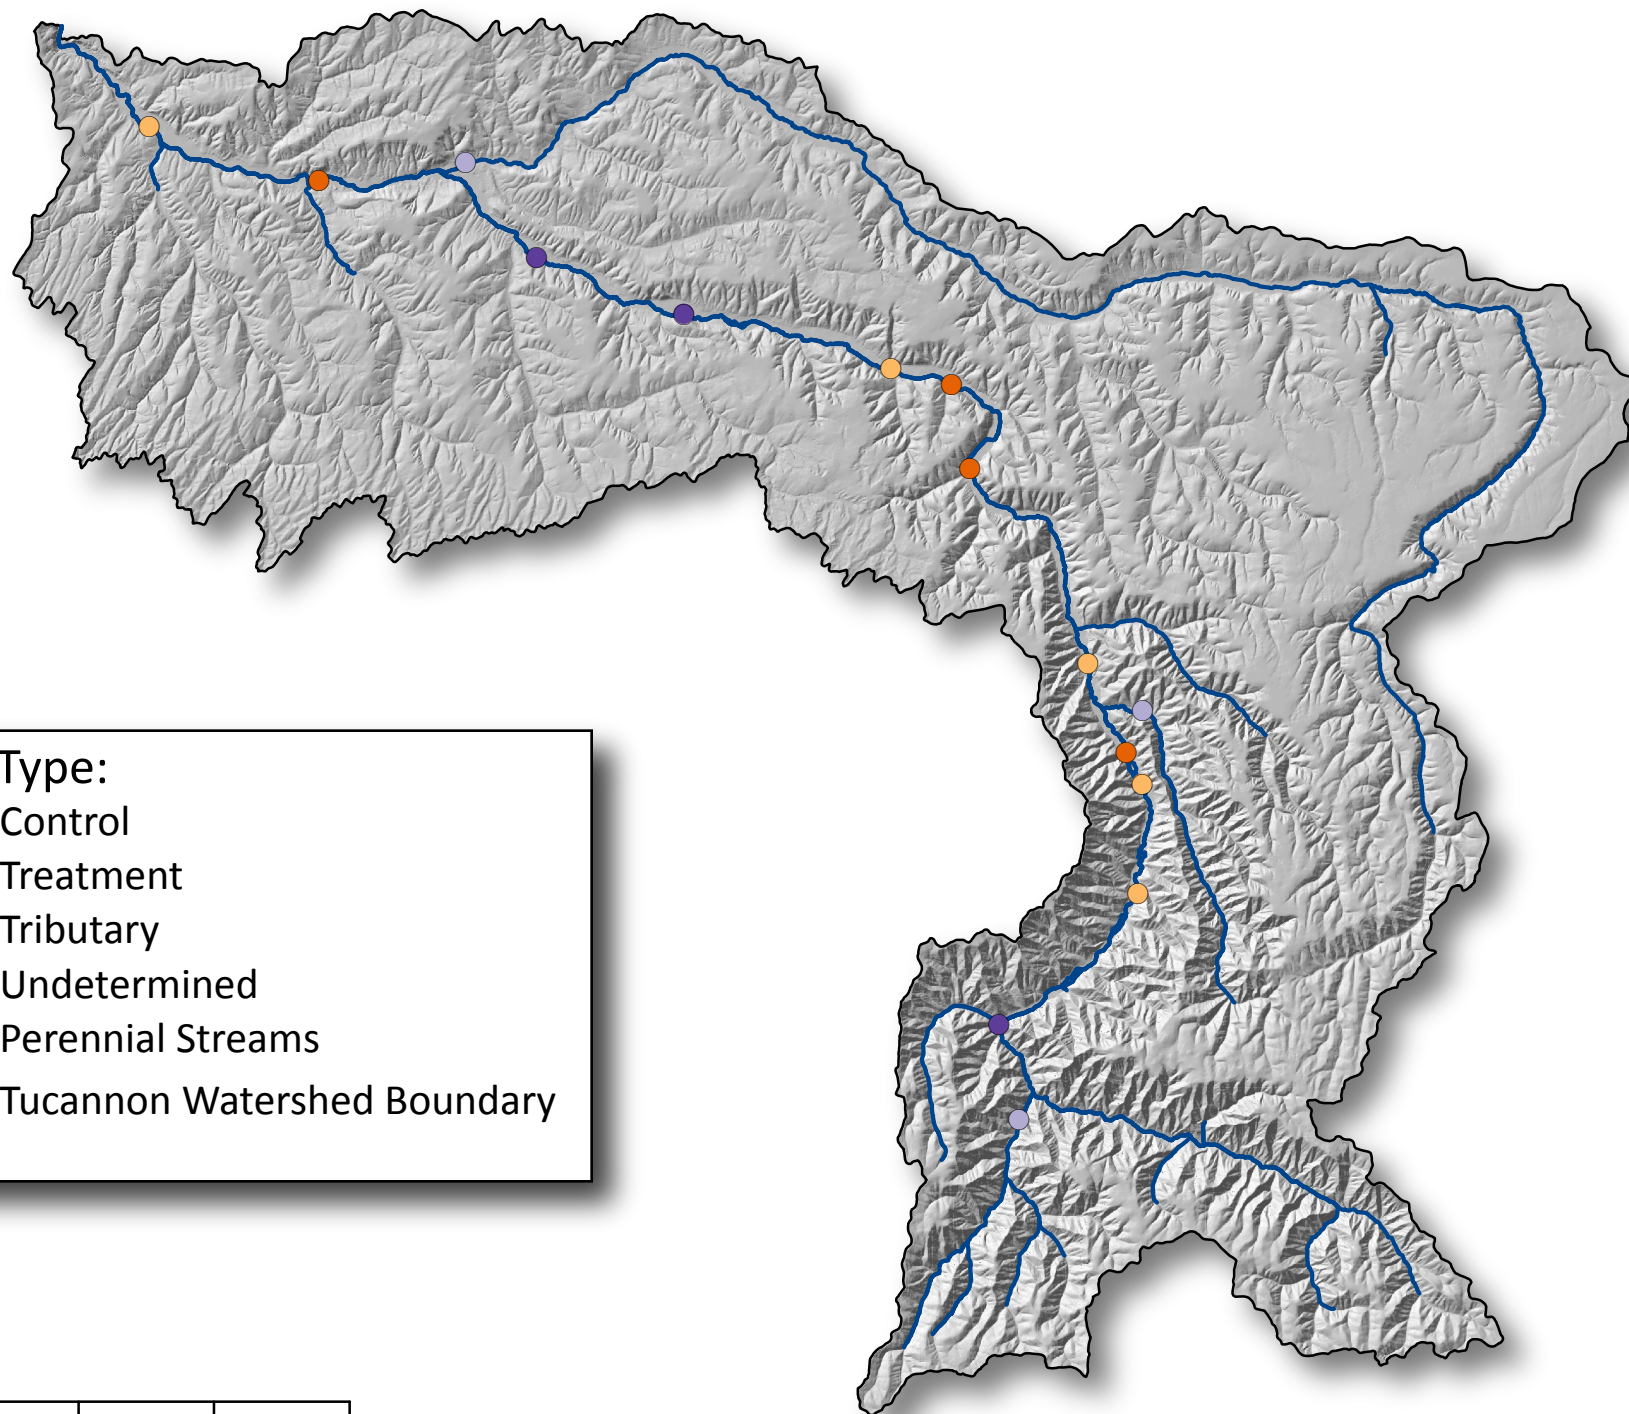 Type:
Control
Treatment
Tributary
Undetermined
Perennial Streams
Tucannon Watershed Boundary